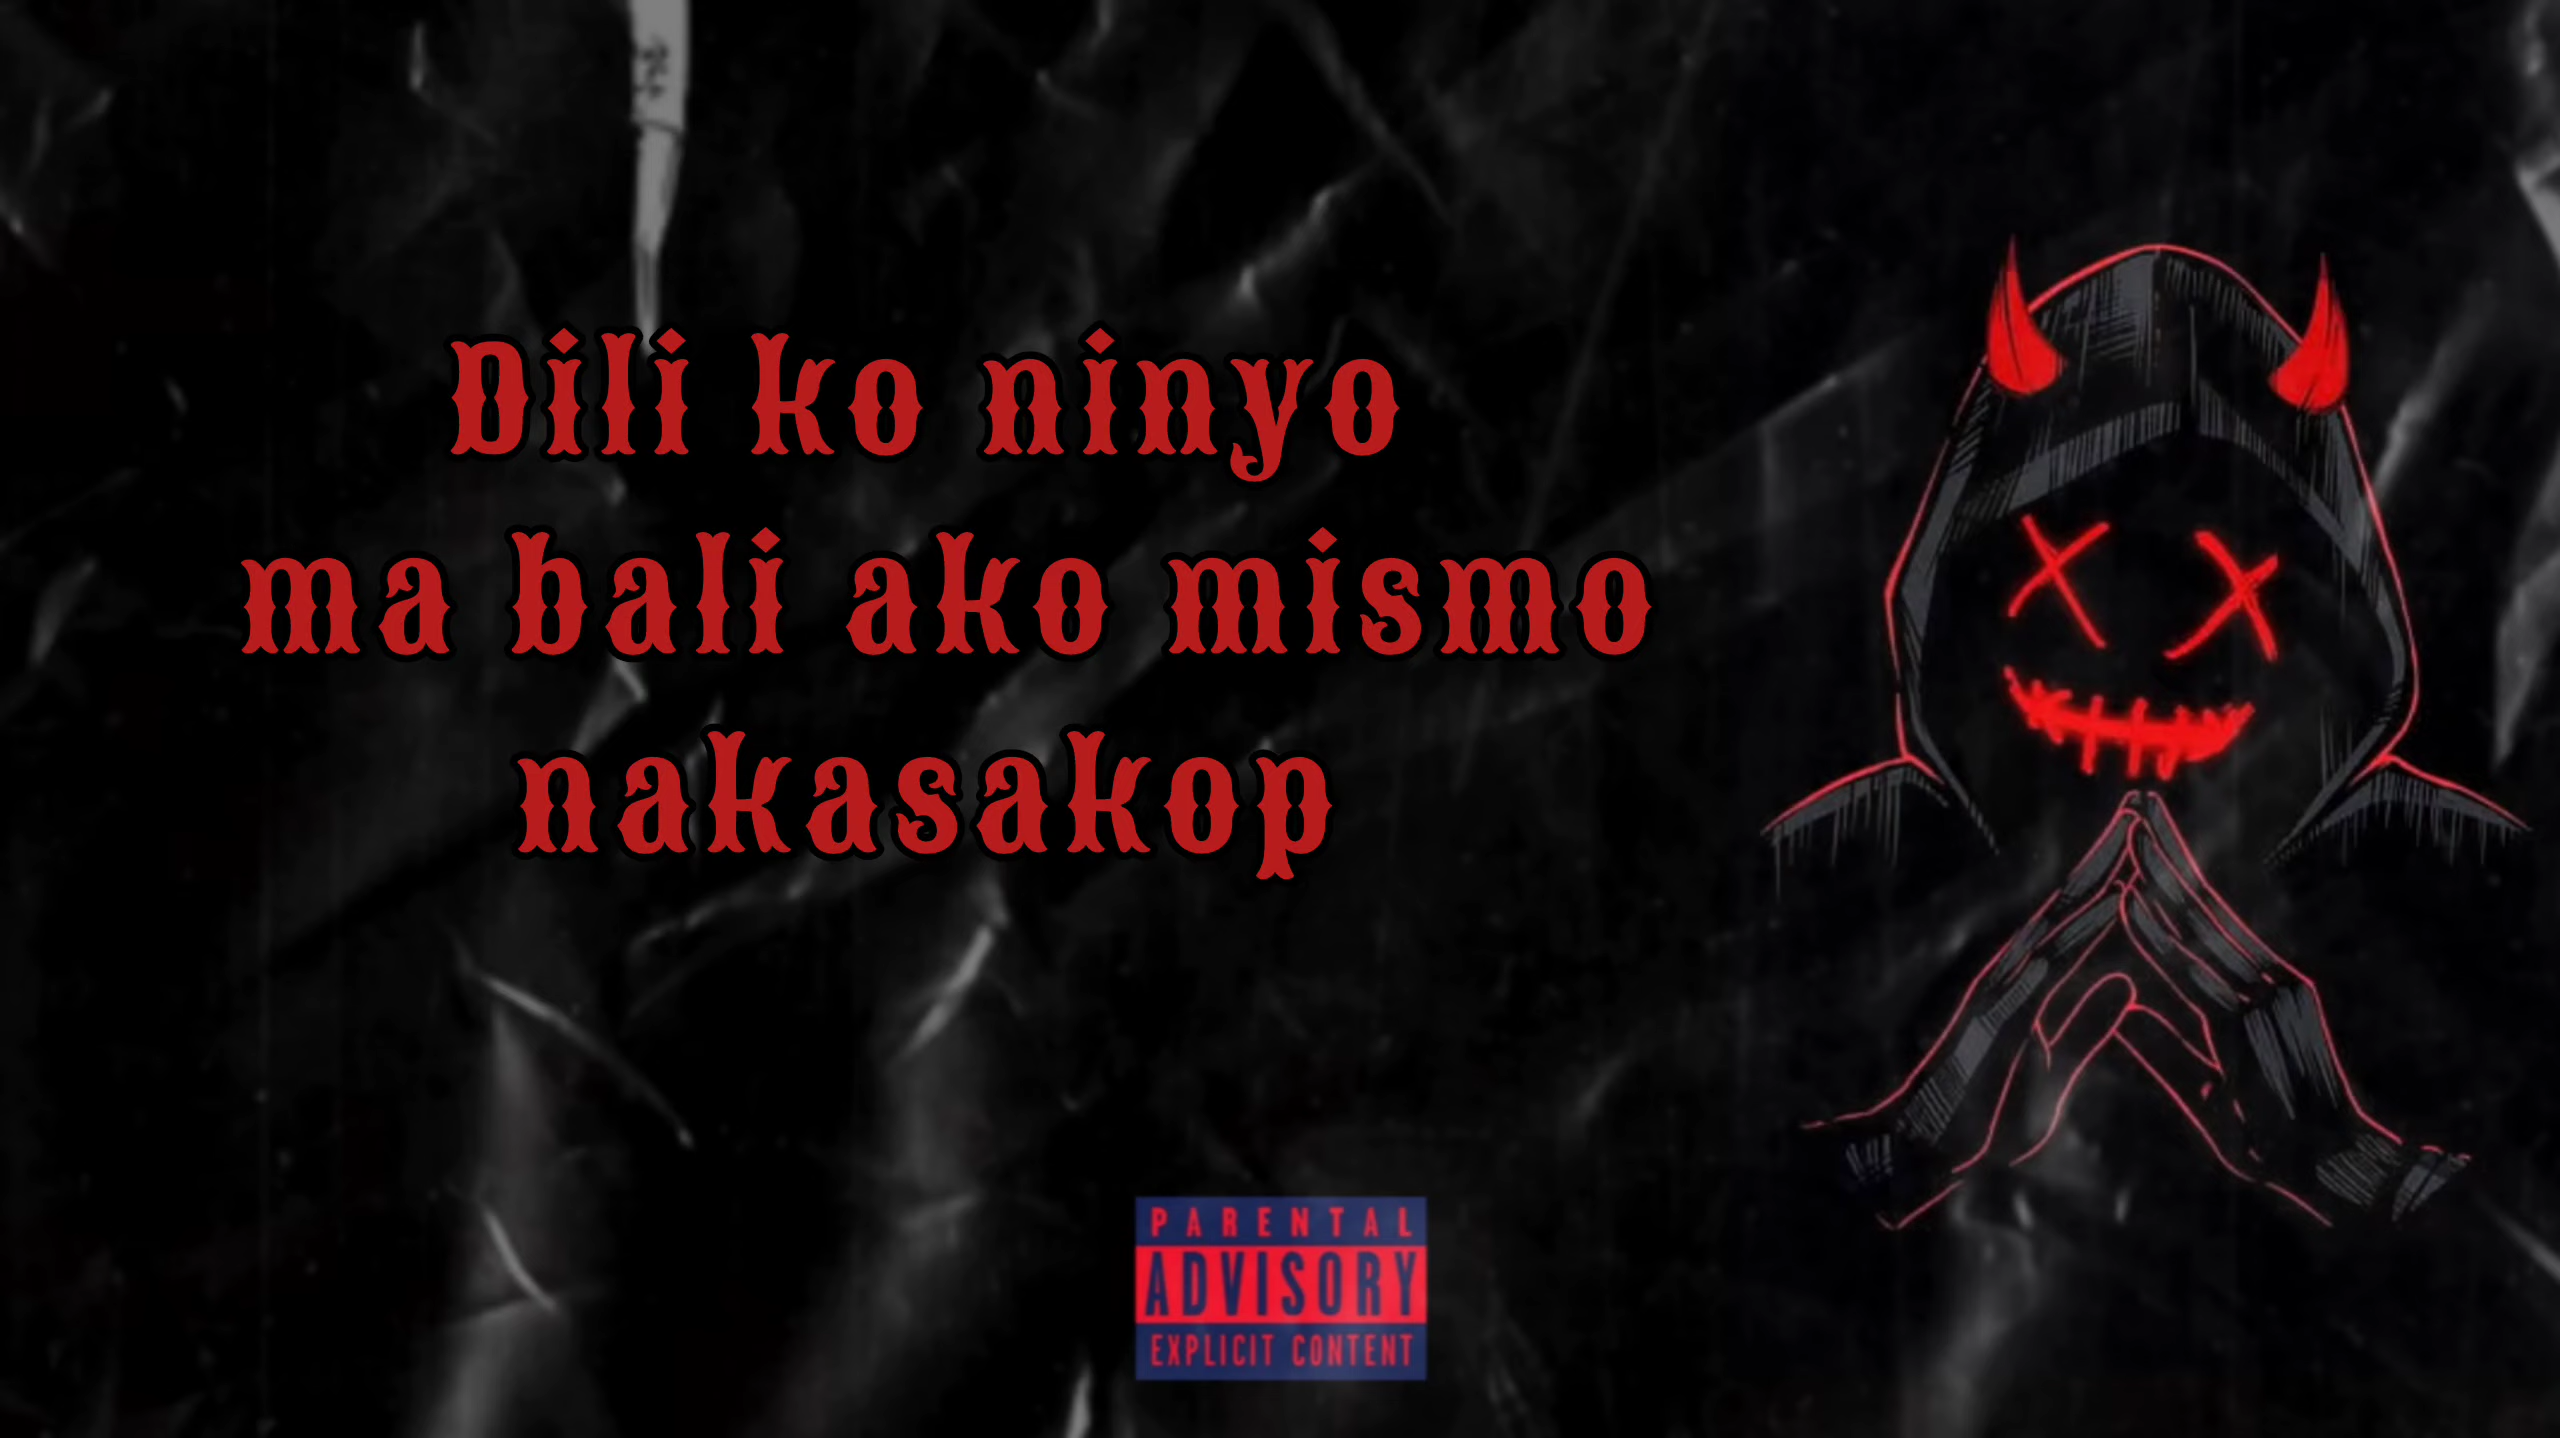 Dili ko ninyo
ma bali ako mismo
nakasakop
PARENTAL
ADVISORY
EXPLICIT CONTENT